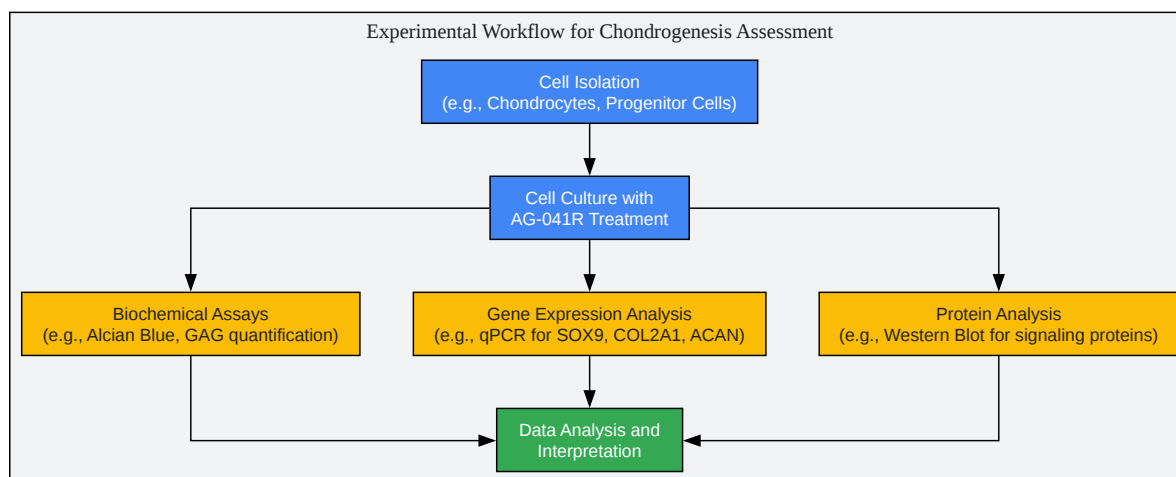 Experimental Workflow for Chondrogenesis Assessment
Cell Isolation
(e.g., Chondrocytes, Progenitor Cells)
Cell Culture with
AG-041R Treatment
Biochemical Assays
(e.g., Alcian Blue, GAG quantification)
Gene Expression Analysis
(e.g., qPCR for SOX9, COL2A1, ACAN)
Protein Analysis
(e.g., Western Blot for signaling proteins)
Data Analysis and
Interpretation